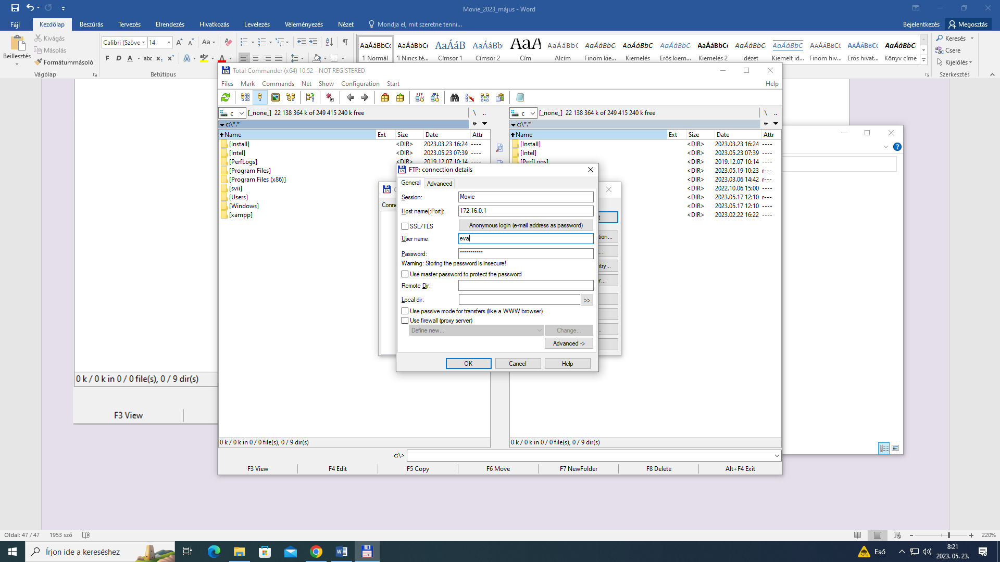 Movie_2023_május - Word
Fájl Kezdőlap Beszúrás Tervezés Elrendezés Hivatkozás Levelezés Véleményezés Nézet Mondja el, mit szeretne tenni... Bejelentkezés Megosztás
Beillesztés Kivágás Másolás Formátummásoló
Calibri (Szöve 14
AaÁáBbCc AaÁáBbCc AaÁáB AaÁáBb AaA AaÁáBbC AaÁáBbC AaÁáBbCc AaÁáBbC AaÁáBbCc AaÁáBbC AaÁáBbCc AaÁáBbCc AaÁáBbCc AaÁáBbCc
¶ Normál ¶ Nincs té... Címsor 1 Címsor 2 Cím Alcím Finom kie... Kiemelés Erős kiem... Kiemelés 2 Idézet Kiemelt id... Finom hiv... Erős hivat... Könyv címe
Keresés Csere Kijelölés
Vágólap Betűtípus Szerkesztés
Total Commander (x64) 10.52 - NOT REGISTERED
Files Mark Commands Net Show Configuration Start Help
c [_none_] 22 138 364 k of 249 415 240 k free \ ..
c [_none_] 22 138 364 k of 249 415 240 k free \ ..
c:\*.* * c:\*.* *
Name Ext Size Date Attr Name Ext Size Date Attr
[Install] <DIR> 2023.03.23 16:24 ---- [Install] <DIR> 2023.03.23 16:24 ----
[Intel] <DIR> 2023.05.23 07:39 ---- [Intel] <DIR> 2023.05.23 07:39 ----
[PerfLogs] <DIR> 2019.12.07 10:14 ---- [PerfLogs] <DIR> 2019.12.07 10:14 ----
[Program Files] <DIR> 2023.05.19 10:23 r---
[Program Files (x86)] <DIR> 2023.03.06 14:42 r---
[svii] <DIR> 2022.10.06 15:00 ----
[Users] <DIR> 2023.05.17 12:10 r---
[Windows] <DIR> 2023.05.17 12:10 ----
[xampp] <DIR> 2023.02.22 16:22 ----
FTP: connection details
General Advanced
Session: Movie
Host name[:Port]: 172.16.0.1
SSL/TLS Anonymous login (e-mail address as password)
User name: eva
Password: ***********
Warning: Storing the password is insecure!
Use master password to protect the password
Remote Dir:
Local dir: >>
Use passive mode for transfers (like a WWW browser)
Use firewall (proxy server)
Define new... Change...
Advanced ->
OK Cancel Help
0 k / 0 k in 0 / 0 file(s), 0 / 9 dir(s)
F3 View
0 k / 0 k in 0 / 0 file(s), 0 / 9 dir(s) 0 k / 0 k in 0 / 0 file(s), 0 / 9 dir(s)
c:\>
F3 View F4 Edit F5 Copy F6 Move F7 NewFolder F8 Delete Alt+F4 Exit
Oldal: 47 / 47 1953 szó 220%
Írjon ide a kereséshez Eső 8:21
2023. 05. 23.